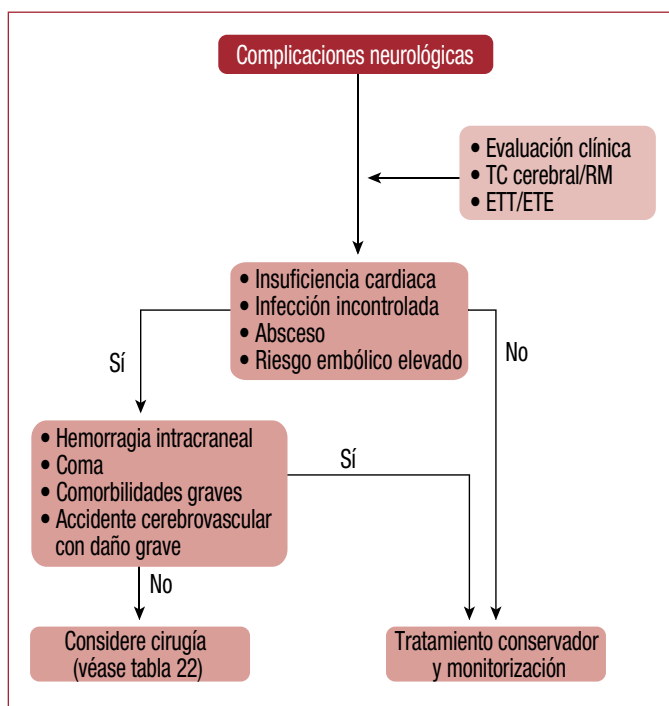 Complicaciones neurológicas
• Evaluación clínica
• TC cerebral/RM
• ETT/ETE
• Insuficiencia cardiaca
• Infección incontrolada
• Absceso
• Riesgo embólico elevado
Sí
No
• Hemorragia intracraneal
• Coma
• Comorbilidades graves
• Accidente cerebrovascular
con daño grave
Sí
No
Considere cirugía
(véase tabla 22)
Tratamiento conservador
y monitorización